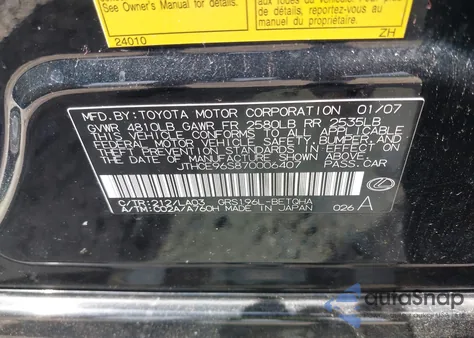 See Owner's Manual for details.
24010
manuel du propriétaire.
ZH
MFD.BY:TOYOTA MOTOR CORPORATION 01/07
GVWR 4810LB GAWR FR 2580LB RR 2535LB
THIS VEHICLE CONFORMS TO ALL APPLICABLE
FEDERAL MOTOR VEHICLE SAFETY, BUMPER AND
THEFT PREVENTION STANDARDS IN EFFECT ON
THE DATE OF MANUFACTURE SHOWN ABOVE.
JTHCE96S870006407 PASS.CAR
C/TR:212/LA03 GRS196L-BETQHA
A/TM:C02A/A760H MADE IN JAPAN 026 A
autoSnap